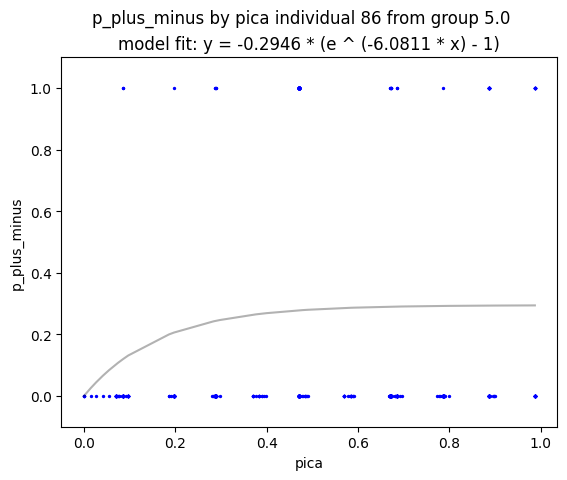 p_plus_minus by pica individual 86 from group 5.0
model fit: y = -0.2946 * (e ^ (-6.0811 * x) - 1)
1.0
0.8
0.6
0.4
0.2
0.0
p_plus_minus
0.0 0.2 0.4 0.6 0.8 1.0
pica